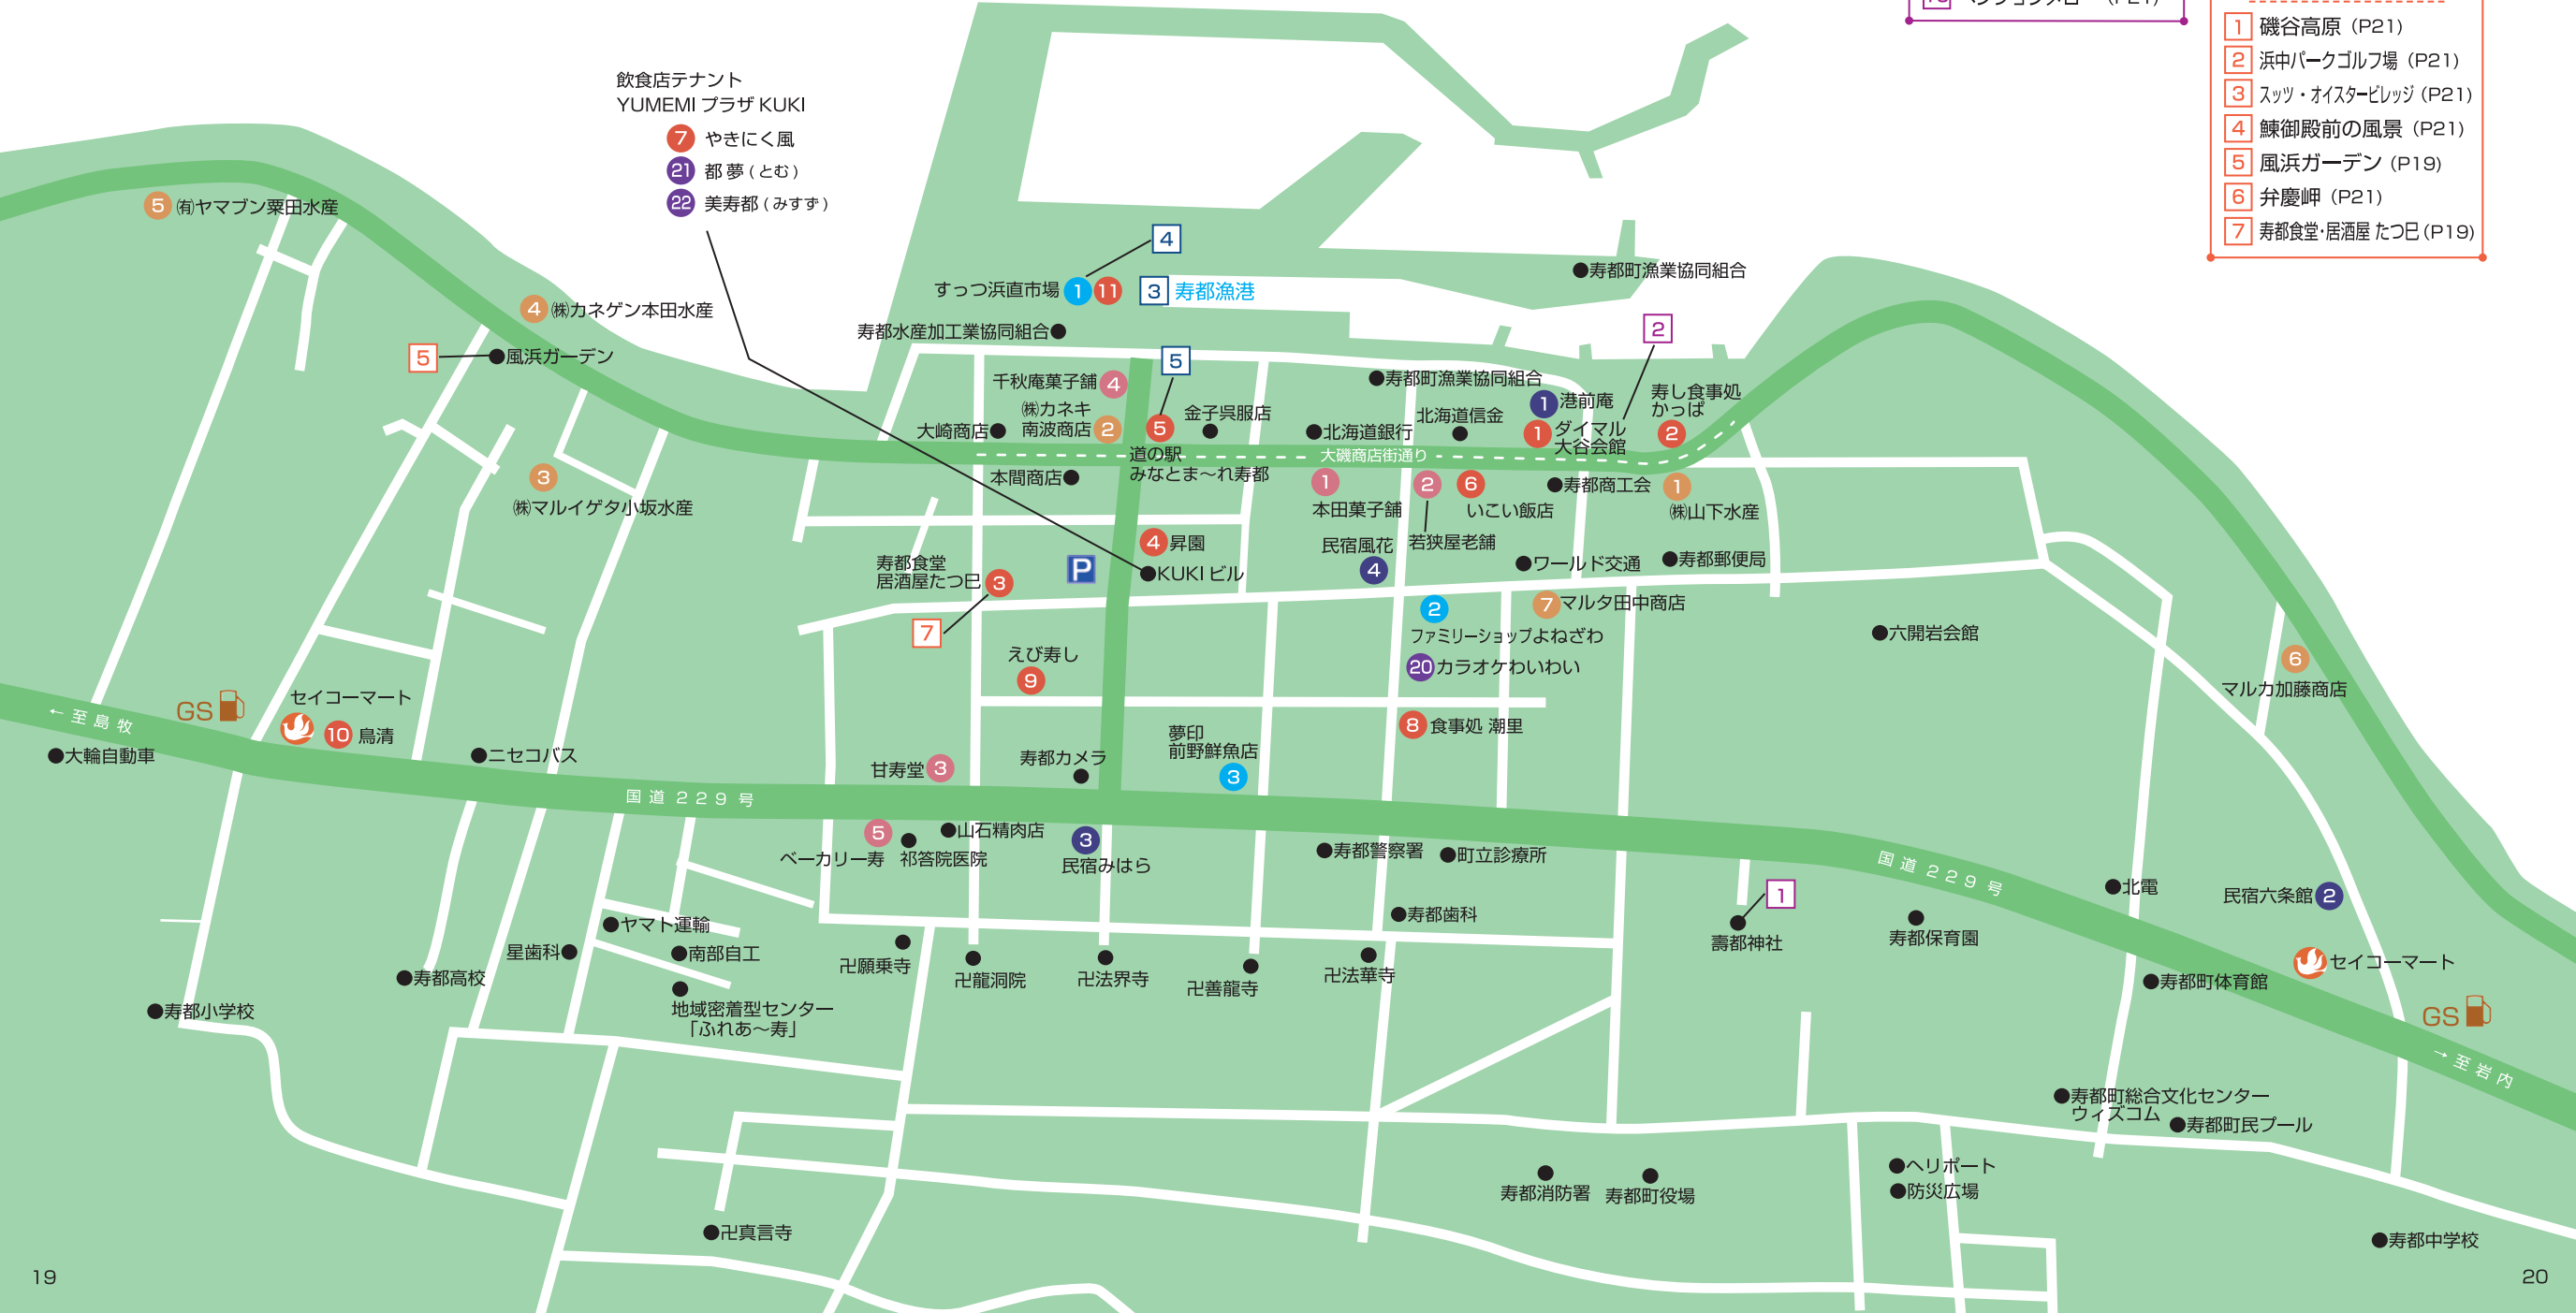 1 磯谷高原 (P21)
2 浜中パークゴルフ場 (P21)
3 スッツ・オイスタービレッジ (P21)
4 鰊御殿前の風景 (P21)
5 風浜ガーデン (P19)
6 弁慶岬 (P21)
7 寿都食堂・居酒屋 たつ巳 (P19)
飲食店テナント
YUMEMI プラザ KUKI
7 やきにく風
21 都夢 ( とむ )
22 美寿都 ( みすず )
5 ㈲ヤマブン粟田水産
4 ㈱カネゲン本田水産
5 風浜ガーデン
3
㈱マルイゲタ小坂水産
4
すっつ浜直市場 1 11
3 寿都漁港
寿都水産加工業協同組合
寿都町漁業協同組合
2
5
千秋庵菓子舗 4
㈱カネキ
南波商店 2
大崎商店
5
金子呉服店
道の駅
みなとま〜れ寿都
本間商店
寿都町漁業協同組合
北海道銀行
北海道信金
1 港前庵
1 ダイマル
大谷会館
寿し食事処
かっぱ
2
大磯商店街通り
1
本田菓子舗
2
若狭屋老舗
6
いこい飯店
寿都商工会
1
㈱山下水産
4 昇園
P
KUKI ビル
寿都食堂
居酒屋たつ巳 3
7
民宿風花
4
ワールド交通
寿都郵便局
2
ファミリーショップよねざわ
7 マルタ田中商店
20 カラオケわいわい
六開岩会館
6
マルカ加藤商店
えび寿し
9
8 食事処 潮里
←至島牧
GS
セイコーマート
10 鳥清
大輪自動車
ニセコバス
国道229号
甘寿堂 3
寿都カメラ
夢印
前野鮮魚店
3
5
ベーカリー寿
祁答院医院
山石精肉店
3
民宿みはら
寿都警察署
町立診療所
国道229号
1
壽都神社
寿都歯科
寿都保育園
北電
民宿六条館 2
セイコーマート
GS
→至岩内
寿都町体育館
ヤマト運輸
星歯科
南部自工
地域密着型センター
「ふれあ〜寿」
寿都高校
寿都小学校
卍願乗寺
卍龍洞院
卍法界寺
卍善龍寺
卍法華寺
寿都町総合文化センター
ウィズコム
寿都町民プール
ヘリポート
防災広場
寿都消防署
寿都町役場
卍真言寺
寿都中学校
19
20